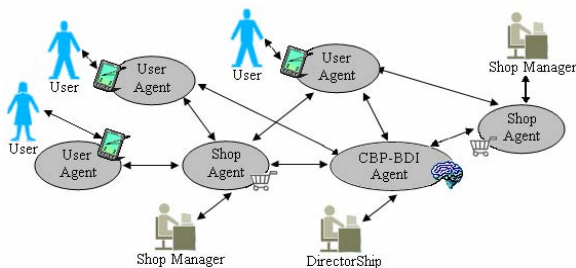 Shop Manager
User
User
User
Agent
User
Agent
Shop
Agent
User
User
Agent
Shop
Agent
CBP-BDI
Agent
Shop Manager
DirectorShip